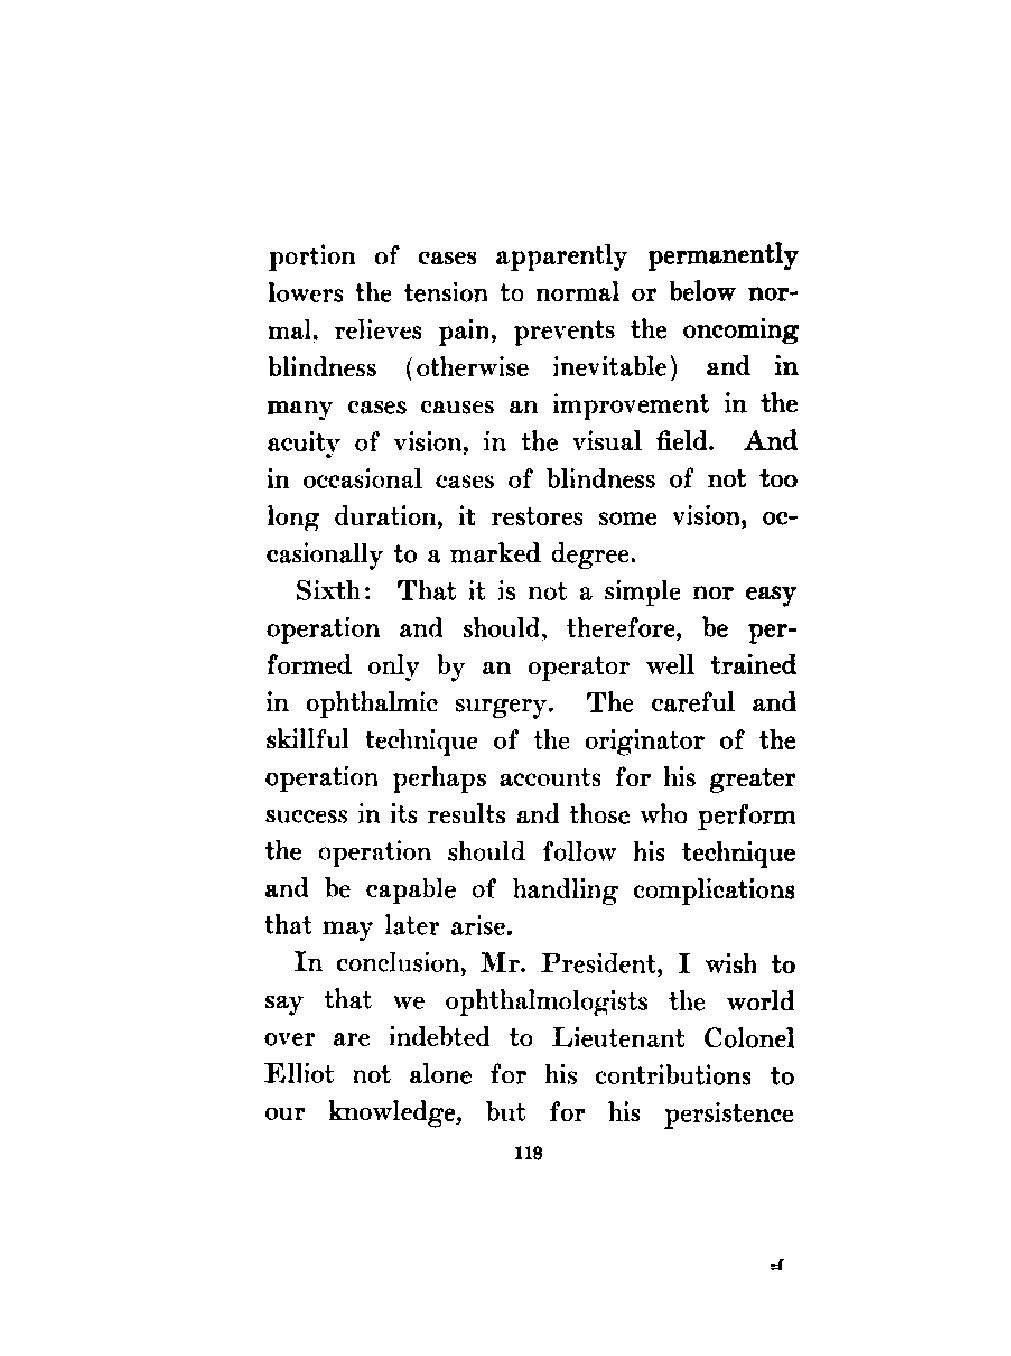 portion of cases apparently permanently
lowers the tension to normal or below nor-
mal, relieves pain, prevents the oncoming
blindness (otherwise inevitable) and in
many cases causes an improvement in the
acuity of vision, in the visual field. And
in occasional cases of blindness of not too
long duration, it restores some vision, oc-
casionally to a marked degree.
Sixth: That it is not a simple nor easy
operation and should, therefore, be per-
formed only by an operator well trained
in ophthalmic surgery. The careful and
skillful technique of the originator of the
operation perhaps accounts for his greater
success in its results and those who perform
the operation should follow his technique
and be capable of handling complications
that may later arise.
In conclusion, Mr. President, I wish to
say that we ophthalmologists the world
over are indebted to Lieutenant Colonel
Elliot not alone for his contributions to
our knowledge, but for his persistence